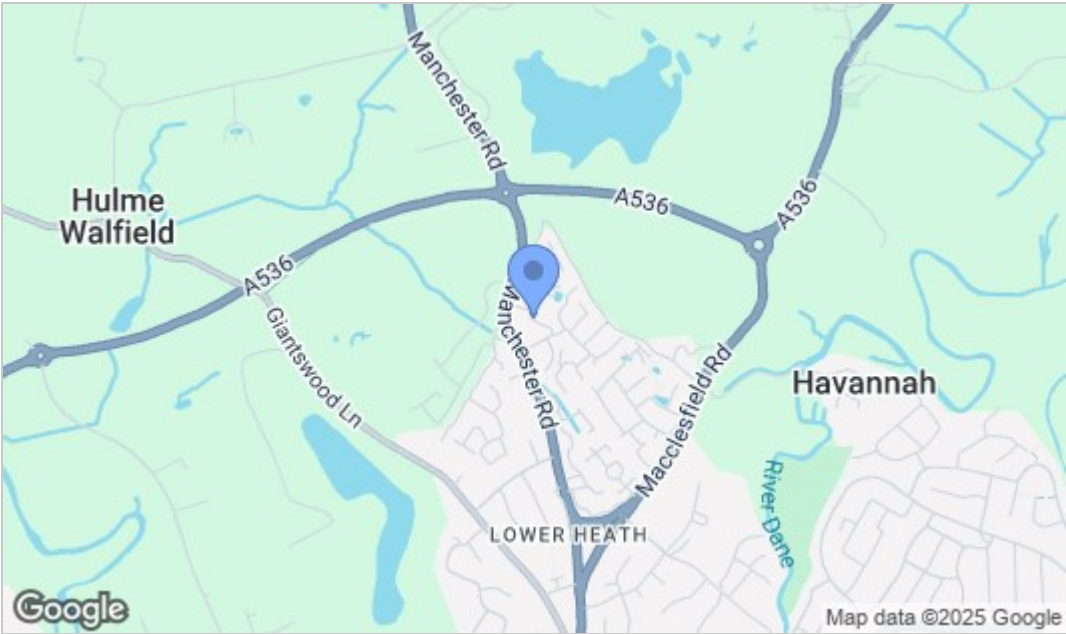 Manchester Rd
A536
A536
Hulme
Walfield
A536
Manchester Rd
Giantswood Ln
Macclesfield Rd
Havannah
River Dane
LOWER HEATH
Google
Map data ©2025 Google